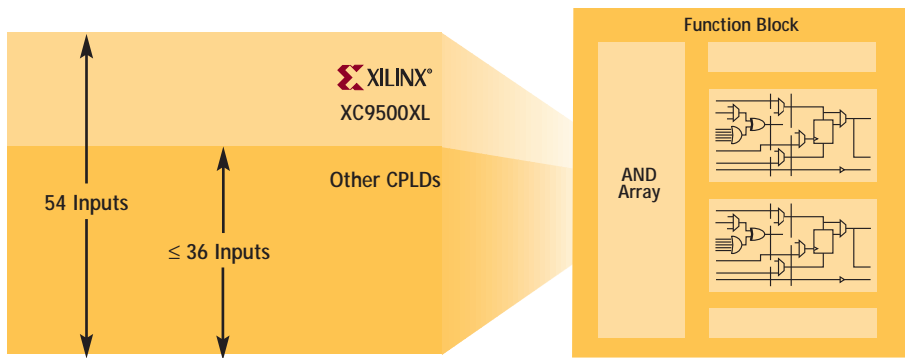 Function Block
XILINX®
XC9500XL
Other CPLDs
54 Inputs
≤ 36 Inputs
AND
Array